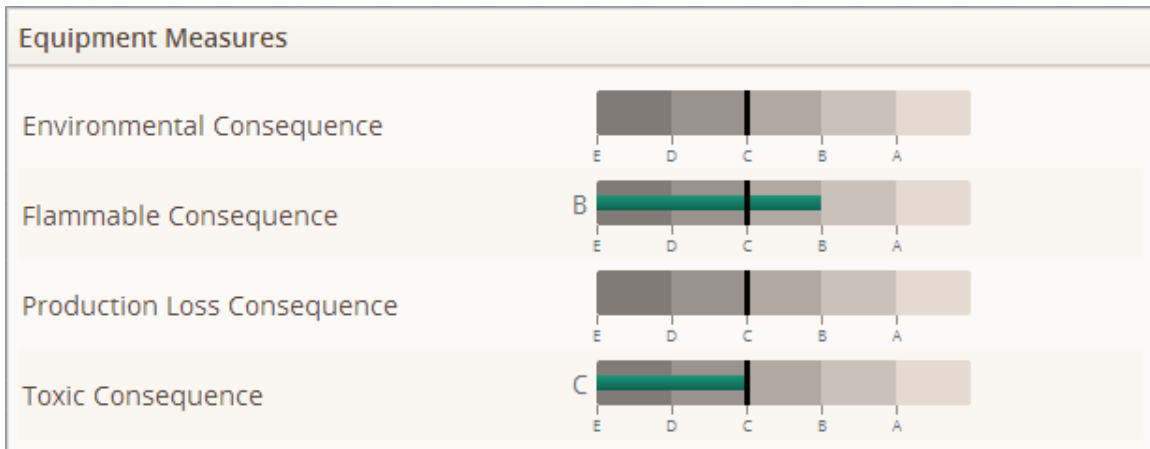 Equipment Measures
Environmental Consequence
E D C B A
B
Flammable Consequence
E D C B A
Production Loss Consequence
E D C B A
C
Toxic Consequence
E D C B A